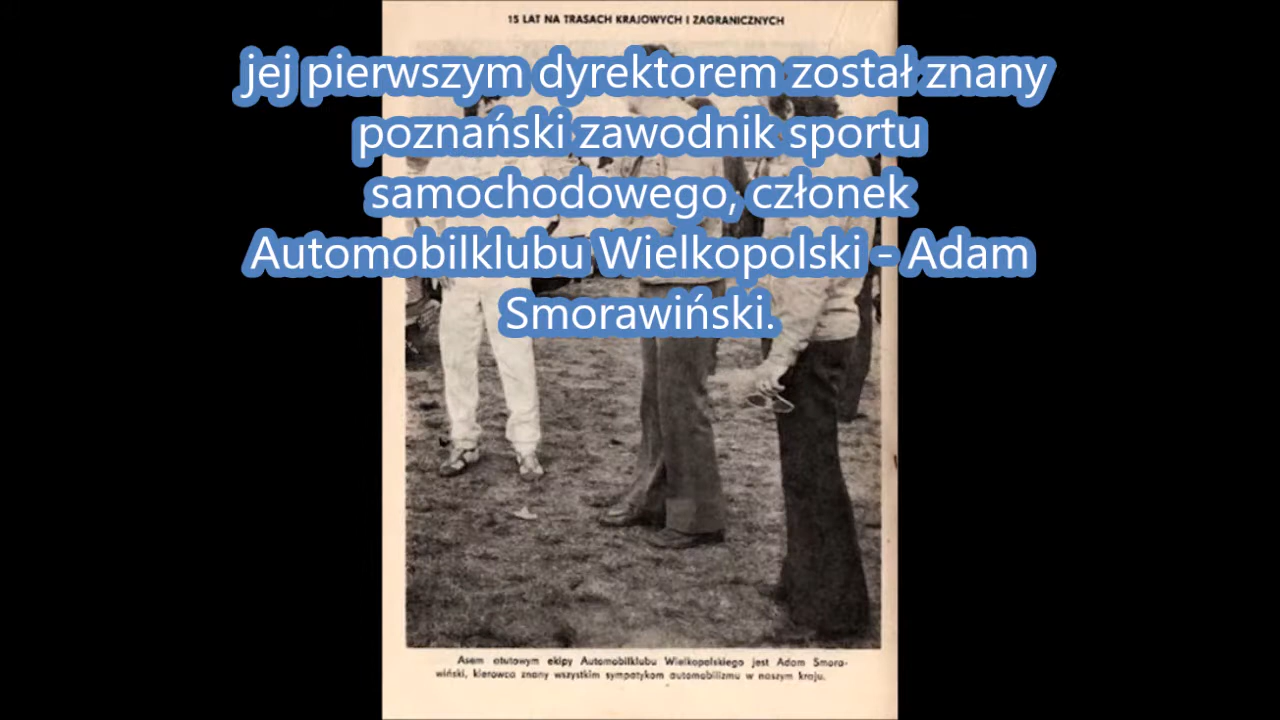 15 LAT NA TRASACH KRAJOWYCH I ZAGRANICZNYCH
jej pierwszym dyrektorem został znany
poznański zawodnik sportu
samochodowego, członek
Automobilklubu Wielkopolski - Adam
Smorawiński.
Asem atutowym ekipy Automobilklubu Wielkopolskiego jest Adam Smora-
wiński, kierowca znany wszystkim sympatykom automobilizmu w naszym kraju.